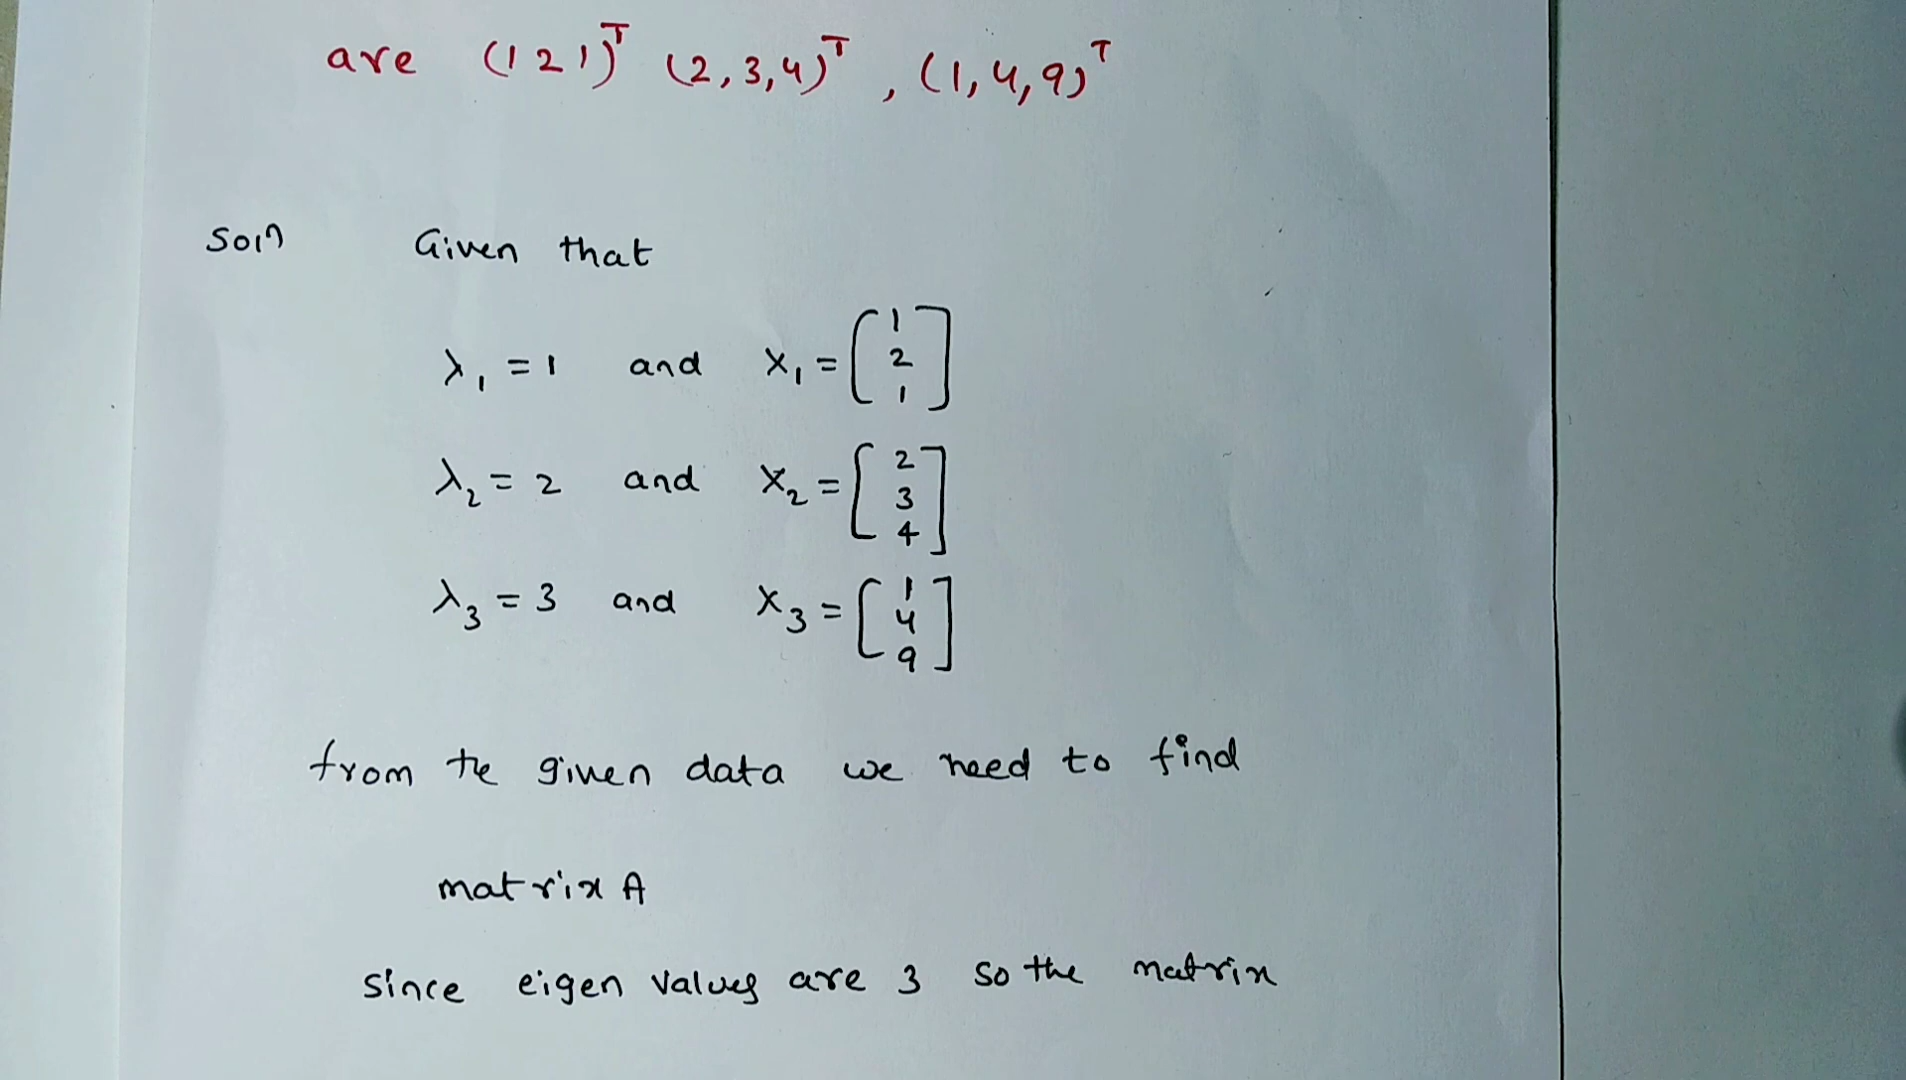 are (1 2 1)ᵀ (2,3,4)ᵀ , (1,4,9)ᵀ
Soln Given that
λ₁ = 1 and X₁ = [1 2 1]
λ₂ = 2 and X₂ = [2 3 4]
λ₃ = 3 and X₃ = [1 4 9]
from the given data we need to find
matrix A
since eigen values are 3 so the matrix